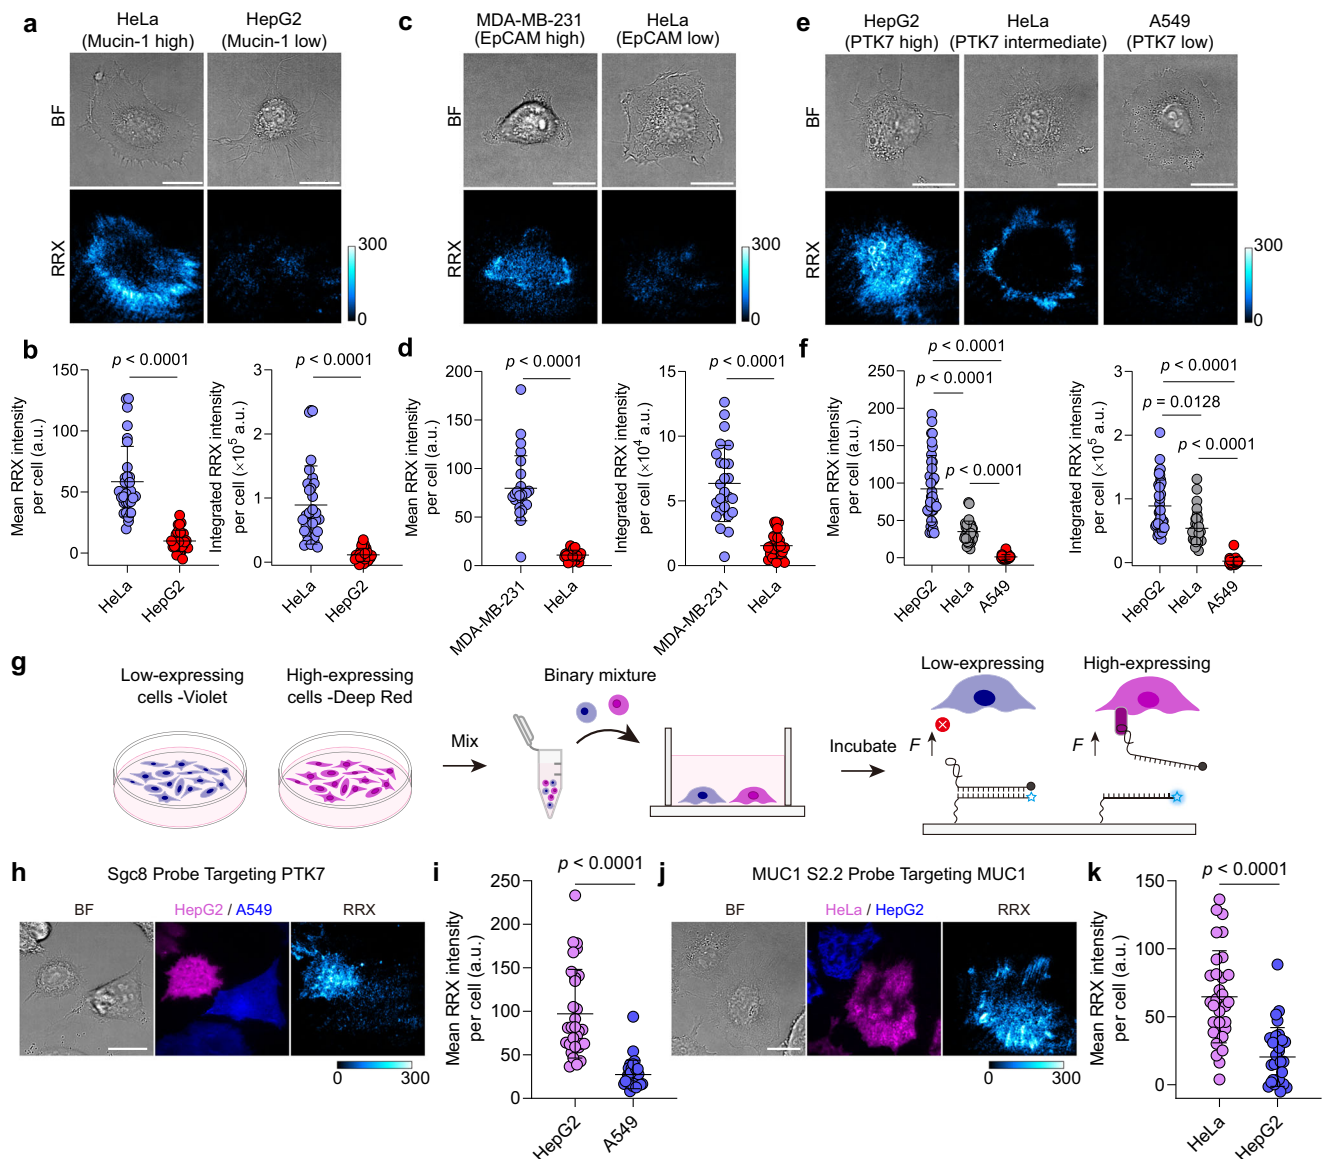 a
HeLa
(Mucin-1 high)
HepG2
(Mucin-1 low)
BF
RRX
300
0
c
MDA-MB-231
(EpCAM high)
HeLa
(EpCAM low)
BF
RRX
300
0
e
HepG2
(PTK7 high)
HeLa
(PTK7 intermediate)
A549
(PTK7 low)
BF
RRX
300
0
b
Mean RRX intensity
per cell (a.u.)
150
100
50
0
p < 0.0001
HeLa
HepG2
Integrated RRX intensity
per cell (×10⁵ a.u.)
3
2
1
0
p < 0.0001
HeLa
HepG2
d
Mean RRX intensity
per cell (a.u.)
200
150
100
50
0
p < 0.0001
MDA-MB-231
HeLa
Integrated RRX intensity
per cell (×10⁴ a.u.)
15
10
5
0
p < 0.0001
MDA-MB-231
HeLa
f
Mean RRX intensity
per cell (a.u.)
250
200
150
100
50
0
p < 0.0001
p < 0.0001
p < 0.0001
HepG2
HeLa
A549
Integrated RRX intensity
per cell (×10⁵ a.u.)
3
2
1
0
p < 0.0001
p = 0.0128
p < 0.0001
HepG2
HeLa
A549
g
Low-expressing
cells -Violet
High-expressing
cells -Deep Red
Mix
Binary mixture
Incubate
Low-expressing
High-expressing
F
F
h
Sgc8 Probe Targeting PTK7
BF
HepG2 / A549
RRX
0
300
i
Mean RRX intensity
per cell (a.u.)
250
200
150
100
50
0
p < 0.0001
HepG2
A549
j
MUC1 S2.2 Probe Targeting MUC1
BF
HeLa / HepG2
RRX
0
300
k
Mean RRX intensity
per cell (a.u.)
150
100
50
0
p < 0.0001
HeLa
HepG2